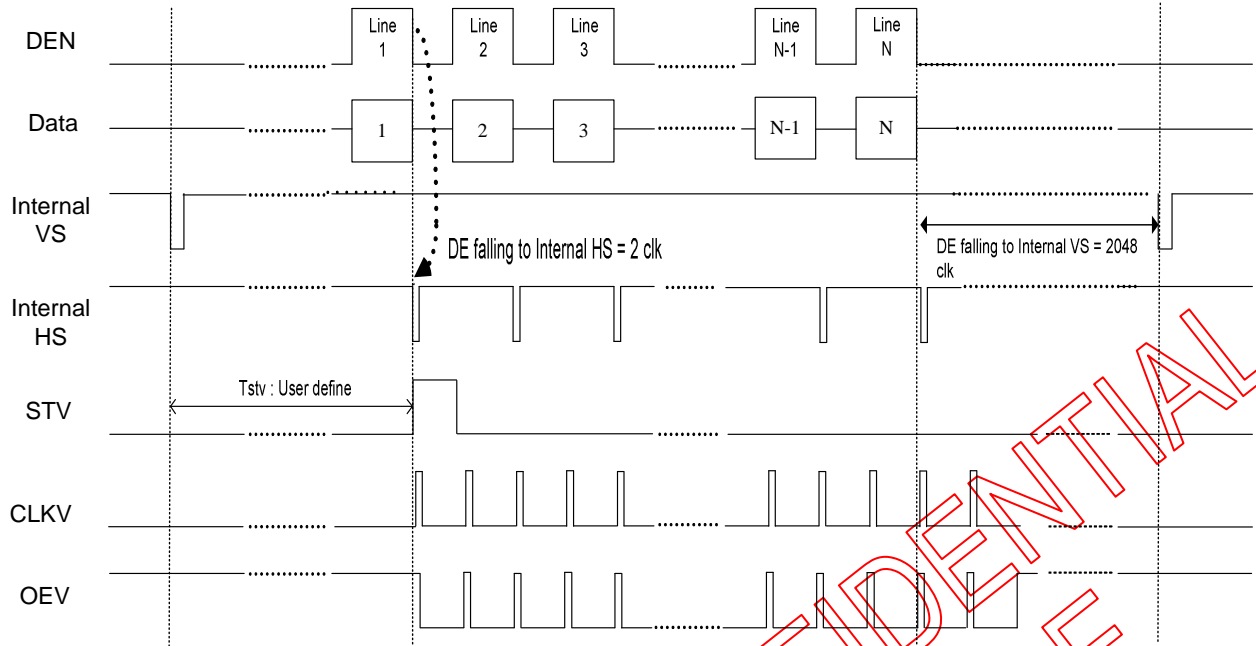 DEN
Line
1
Line
2
Line
3
Line
N-1
Line
N
Data
1
2
3
N-1
N
Internal
VS
DE falling to Internal HS = 2 clk
DE falling to Internal VS = 2048
clk
Internal
HS
Tstv : User define
STV
CLKV
OEV
FIDENTIAL
E